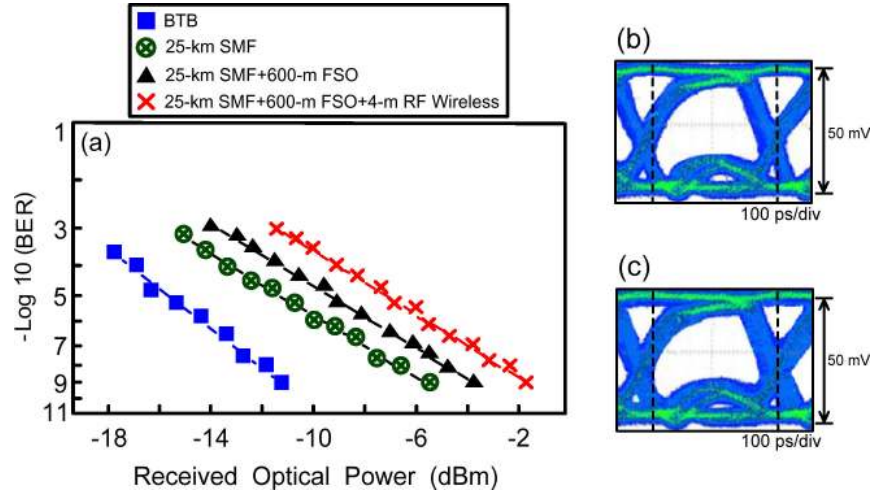 BTB
25-km SMF
25-km SMF+600-m FSO
25-km SMF+600-m FSO+4-m RF Wireless
(a)
-Log 10 (BER)
1
3
5
7
9
11
-18
-14
-10
-6
-2
Received Optical Power (dBm)
(b)
50 mV
100 ps/div
(c)
50 mV
100 ps/div